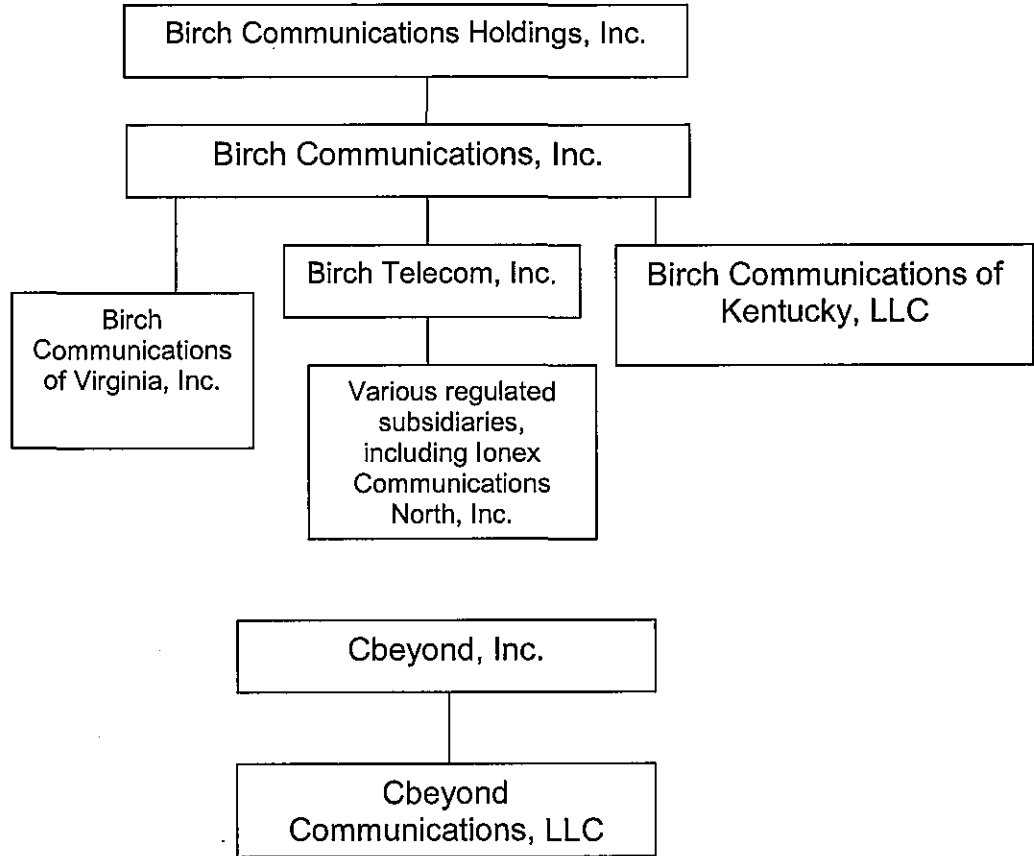 Birch Communications Holdings, Inc.
Birch Communications, Inc.
Birch Telecom, Inc.
Birch Communications of
Kentucky, LLC
Birch
Communications
of Virginia, Inc.
Various regulated
subsidiaries,
including Ionex
Communications
North, Inc.
Cbeyond, Inc.
Cbeyond
Communications, LLC